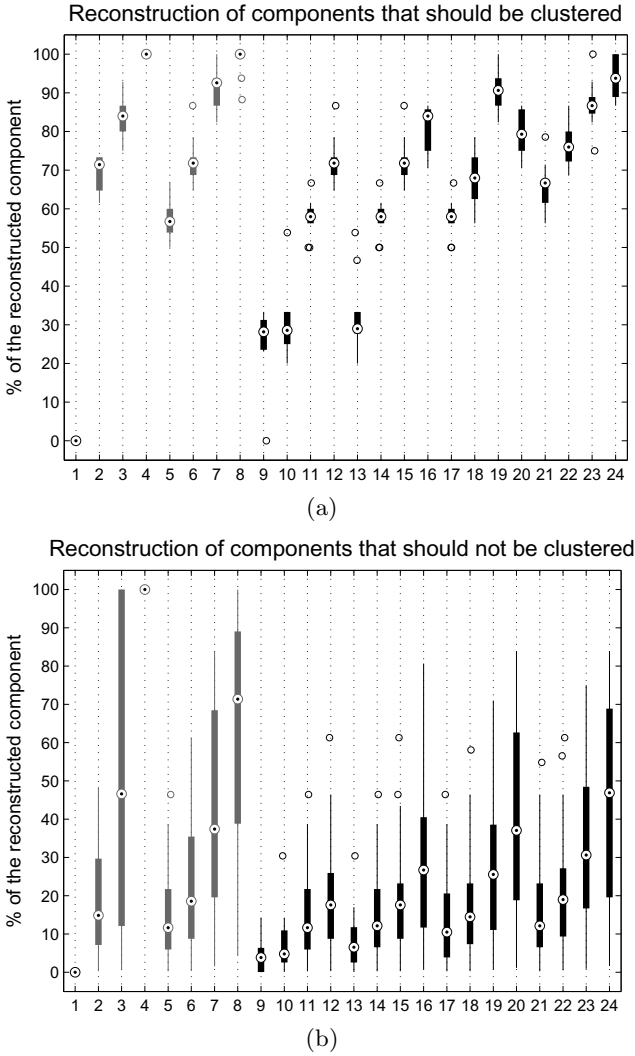 Reconstruction of components that should be clustered
% of the reconstructed component
100
90
80
70
60
50
40
30
20
10
0
1 2 3 4 5 6 7 8 9 10 11 12 13 14 15 16 17 18 19 20 21 22 23 24
(a)
Reconstruction of components that should not be clustered
% of the reconstructed component
100
90
80
70
60
50
40
30
20
10
0
1 2 3 4 5 6 7 8 9 10 11 12 13 14 15 16 17 18 19 20 21 22 23 24
(b)